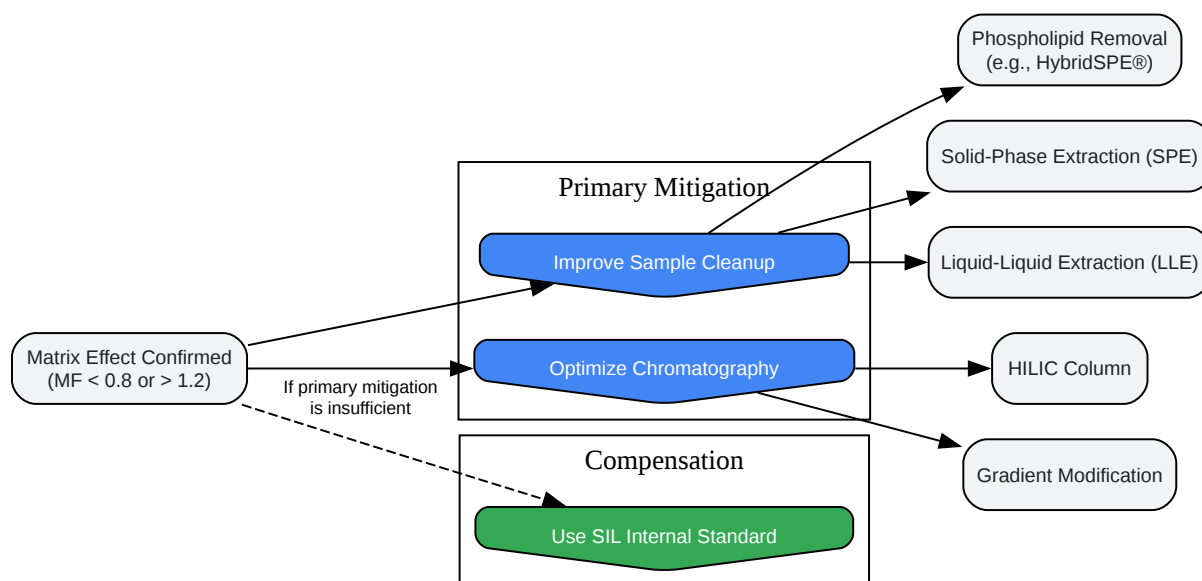 Phospholipid Removal
(e.g., HybridSPE®)
Solid-Phase Extraction (SPE)
Primary Mitigation
Improve Sample Cleanup
Liquid-Liquid Extraction (LLE)
Matrix Effect Confirmed
(MF < 0.8 or > 1.2)
If primary mitigation
is insufficient
Optimize Chromatography
HILIC Column
Compensation
Gradient Modification
Use SIL Internal Standard